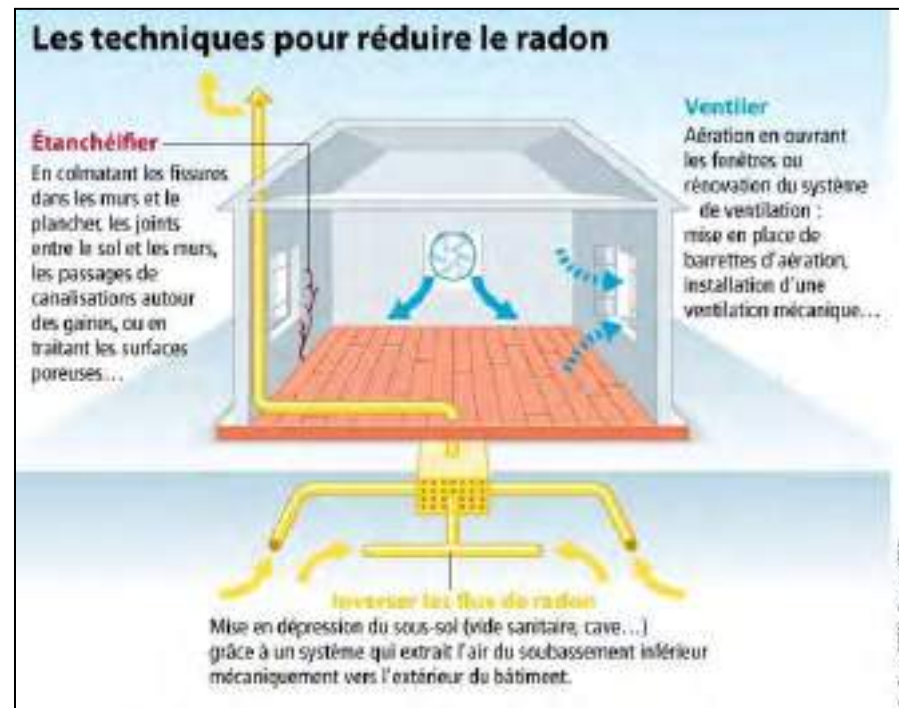 Les techniques pour réduire le radon
Étanchéifier
En colmatant les fissures
dans les murs et le
plancher, les joints
entre le sol et les murs,
les passages de
canalisations autour
des gaines, ou en
traitant les surfaces
poreuses…
Ventiler
Aération en ouvrant
les fenêtres ou
rénovation du système
de ventilation :
mise en place de
barrettes d'aération,
installation d'une
ventilation mécanique…
Inverser les flux de radon
Mise en dépression du sous-sol (vide sanitaire, cave…)
grâce à un système qui extrait l'air du soubassement inférieur
mécaniquement vers l'extérieur du bâtiment.